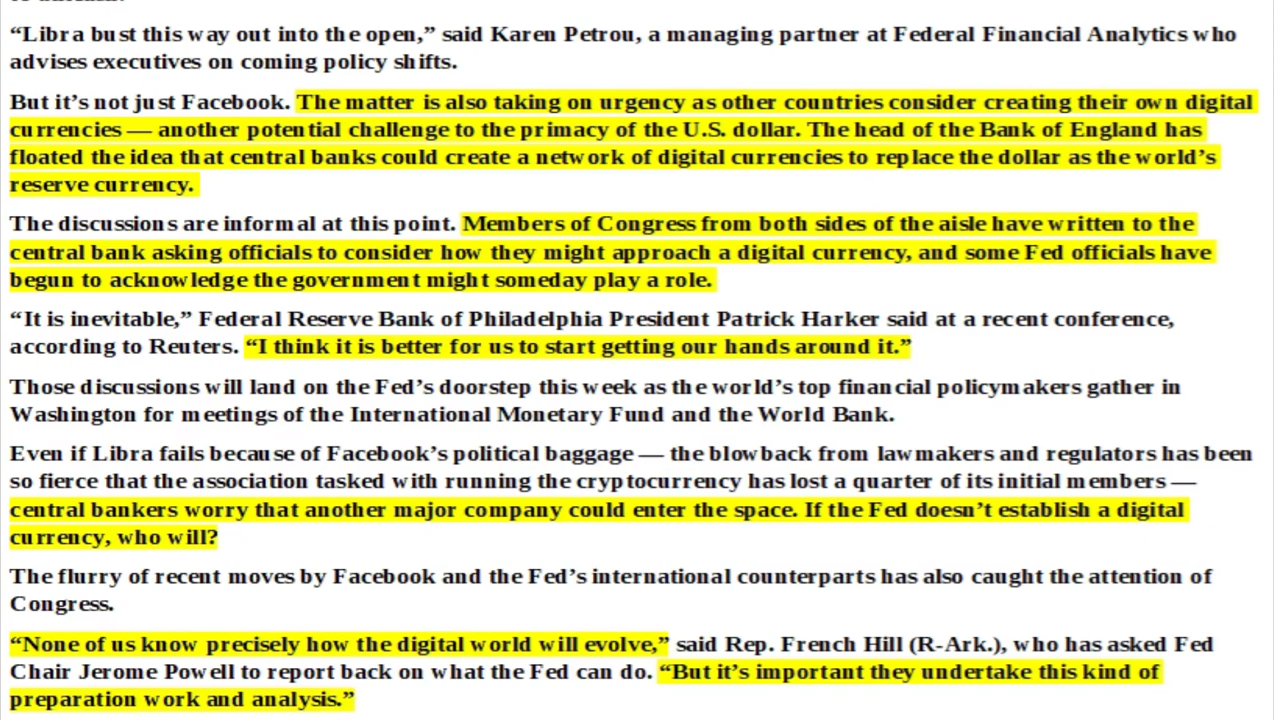 “Libra bust this way out into the open,” said Karen Petrou, a managing partner at Federal Financial Analytics who
advises executives on coming policy shifts.
But it’s not just Facebook. The matter is also taking on urgency as other countries consider creating their own digital
currencies — another potential challenge to the primacy of the U.S. dollar. The head of the Bank of England has
floated the idea that central banks could create a network of digital currencies to replace the dollar as the world’s
reserve currency.
The discussions are informal at this point. Members of Congress from both sides of the aisle have written to the
central bank asking officials to consider how they might approach a digital currency, and some Fed officials have
begun to acknowledge the government might someday play a role.
“It is inevitable,” Federal Reserve Bank of Philadelphia President Patrick Harker said at a recent conference,
according to Reuters. “I think it is better for us to start getting our hands around it.”
Those discussions will land on the Fed’s doorstep this week as the world’s top financial policymakers gather in
Washington for meetings of the International Monetary Fund and the World Bank.
Even if Libra fails because of Facebook’s political baggage — the blowback from lawmakers and regulators has been
so fierce that the association tasked with running the cryptocurrency has lost a quarter of its initial members —
central bankers worry that another major company could enter the space. If the Fed doesn’t establish a digital
currency, who will?
The flurry of recent moves by Facebook and the Fed’s international counterparts has also caught the attention of
Congress.
“None of us know precisely how the digital world will evolve,” said Rep. French Hill (R-Ark.), who has asked Fed
Chair Jerome Powell to report back on what the Fed can do. “But it’s important they undertake this kind of
preparation work and analysis.”